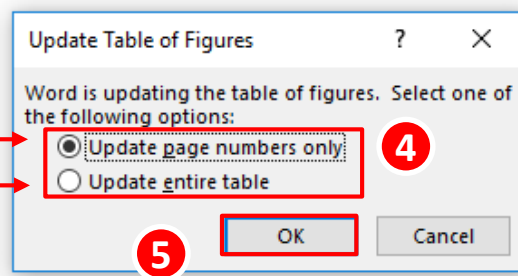 Update Table of Figures ? X
Word is updating the table of figures. Select one of
the following options:
Update page numbers only
4
Update entire table
OK
Cancel
5